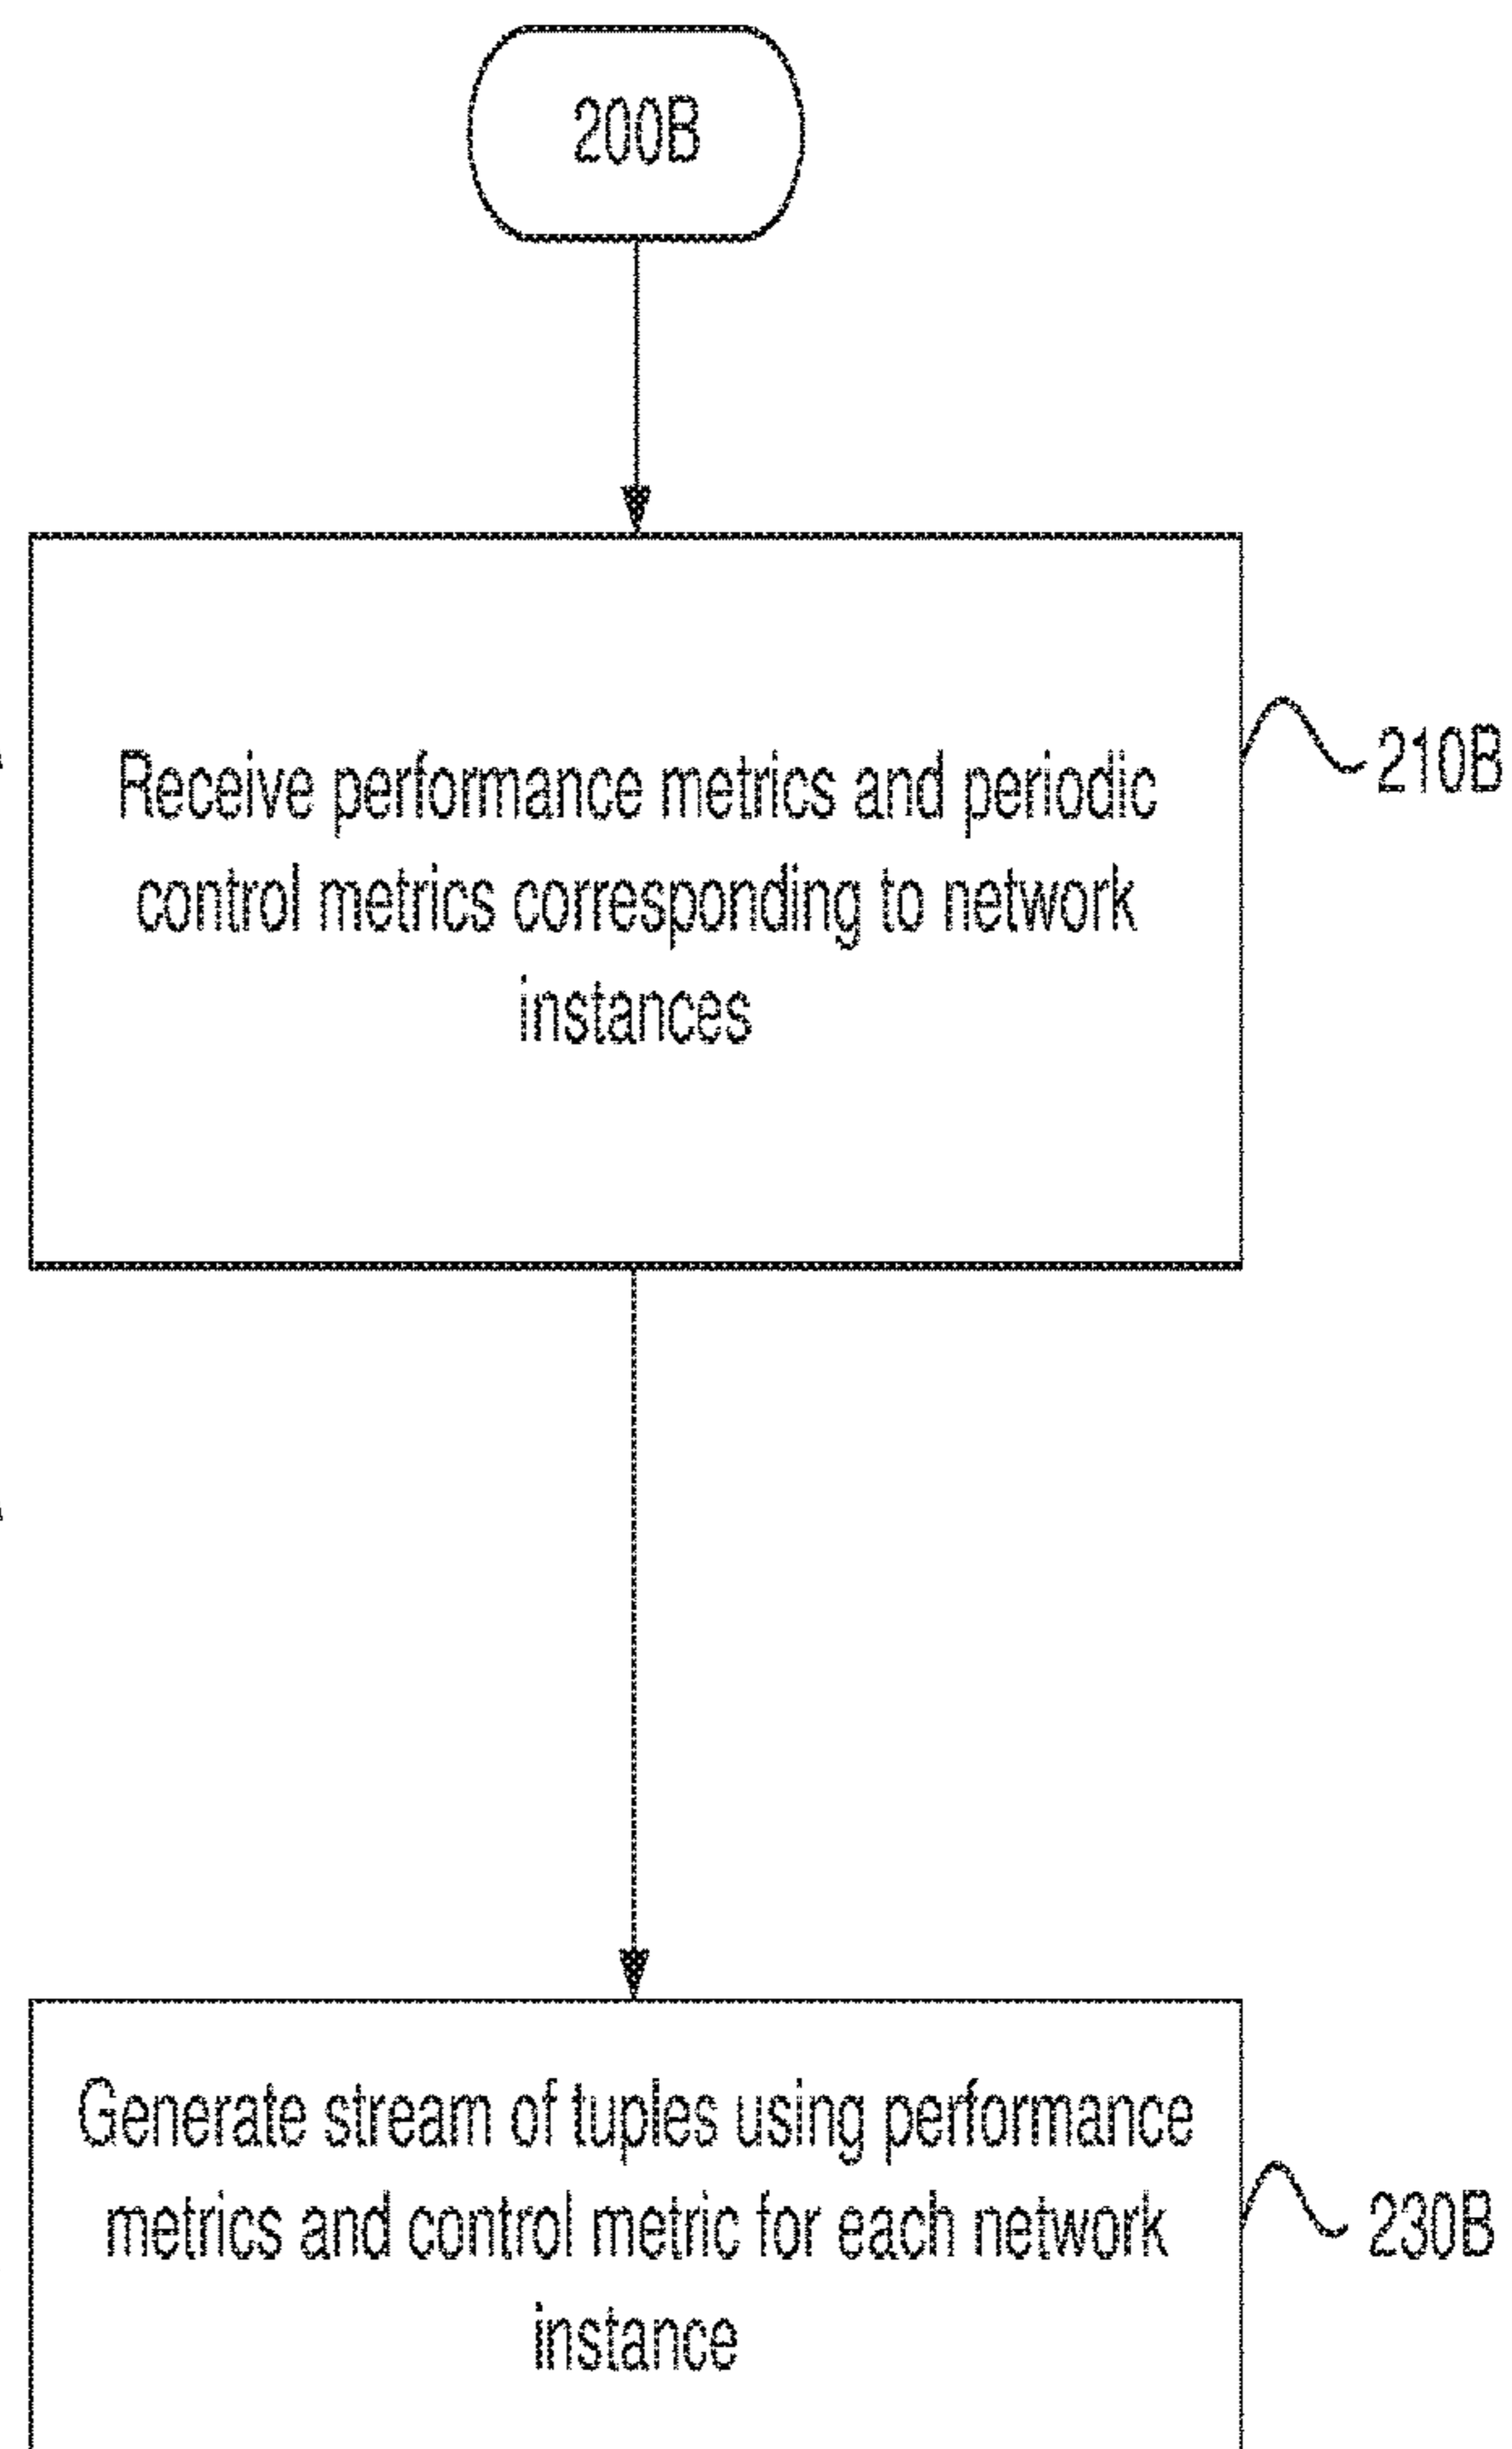 200B
Receive performance metrics and periodic
control metrics corresponding to network
instances
210B
Generate stream of tuples using performance
metrics and control metric for each network
instance
230B